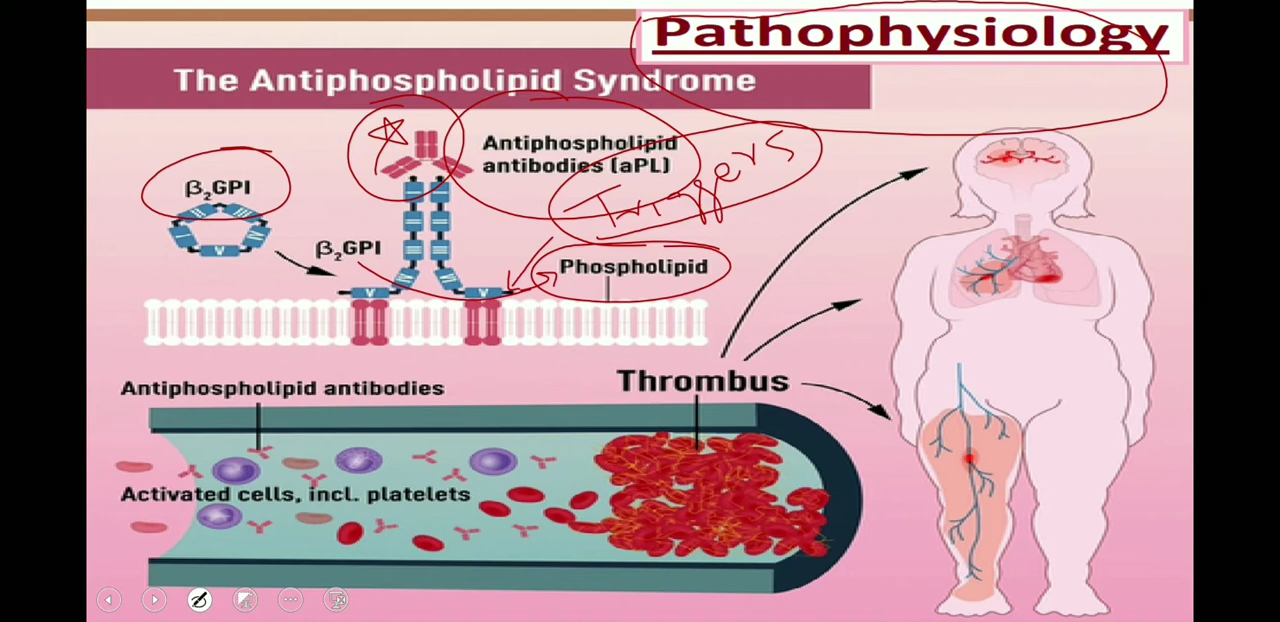 Pathophysiology
The Antiphospholipid Syndrome
Antiphospholipid
antibodies (aPL)
β₂GPI
Triggers
β₂GPI
Phospholipid
Thrombus
Antiphospholipid antibodies
Activated cells, incl. platelets